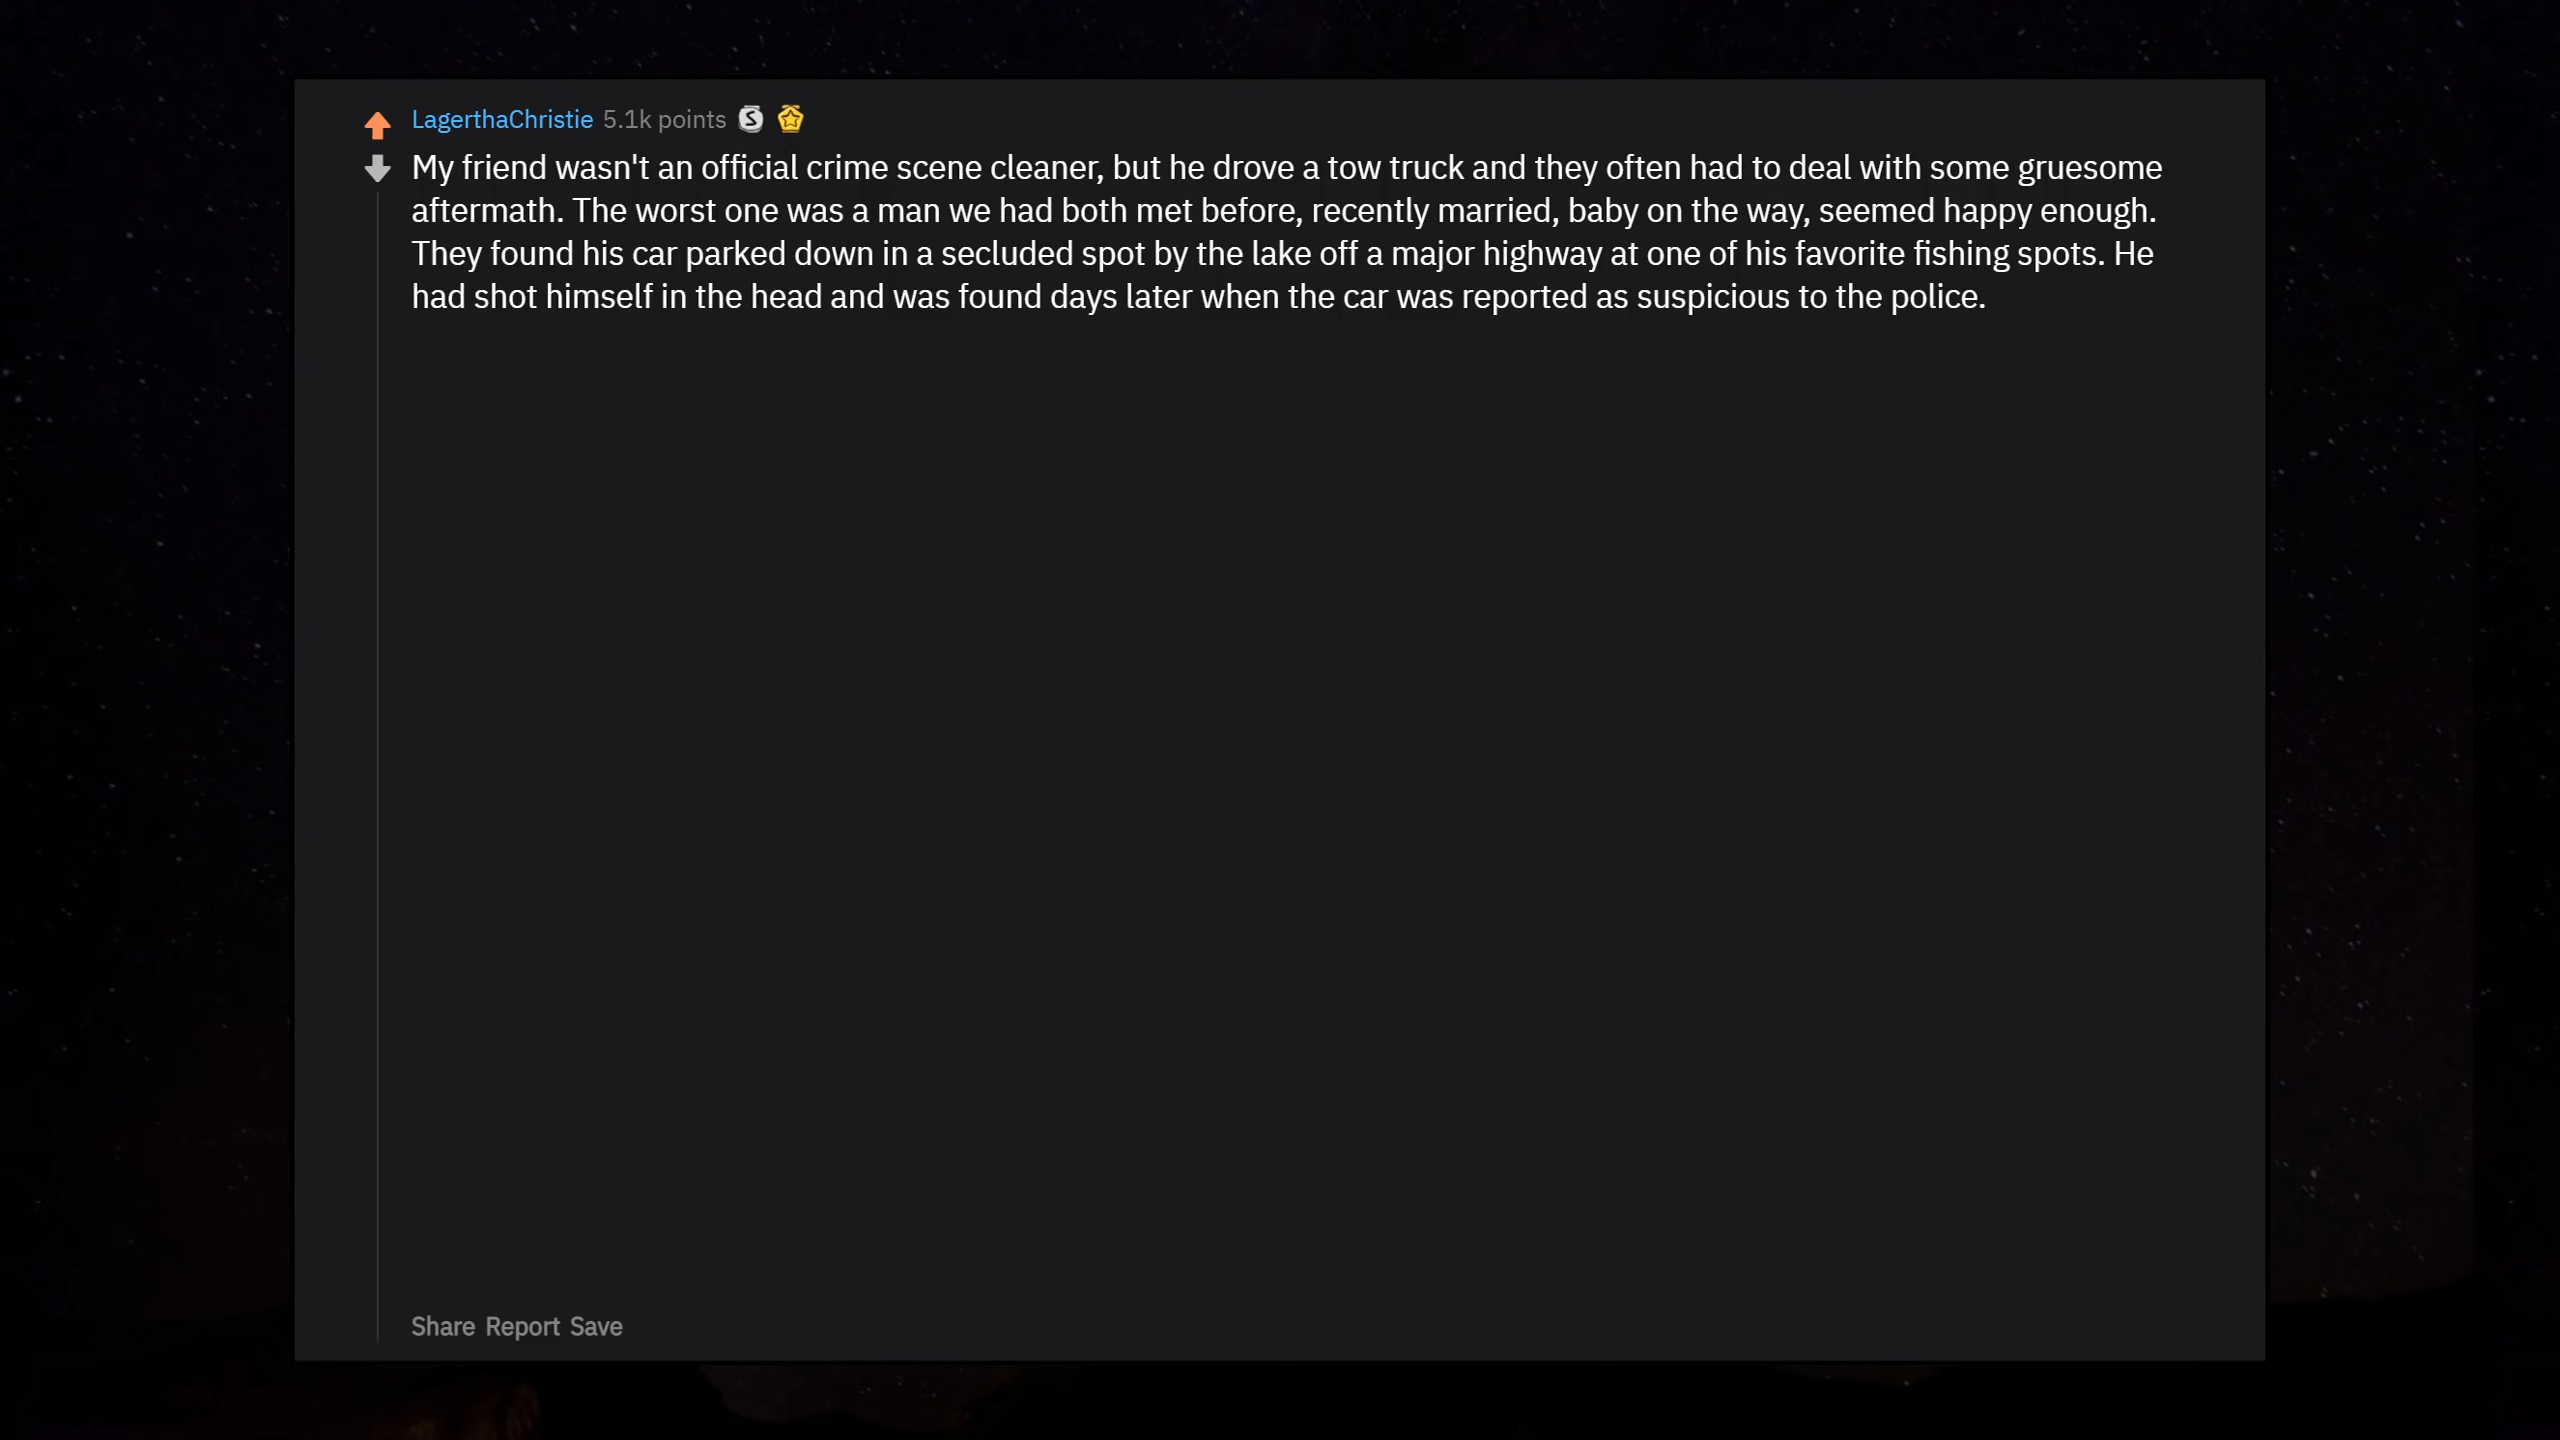 LagerthaChristie 5.1k points
My friend wasn't an official crime scene cleaner, but he drove a tow truck and they often had to deal with some gruesome
aftermath. The worst one was a man we had both met before, recently married, baby on the way, seemed happy enough.
They found his car parked down in a secluded spot by the lake off a major highway at one of his favorite fishing spots. He
had shot himself in the head and was found days later when the car was reported as suspicious to the police.
Share Report Save